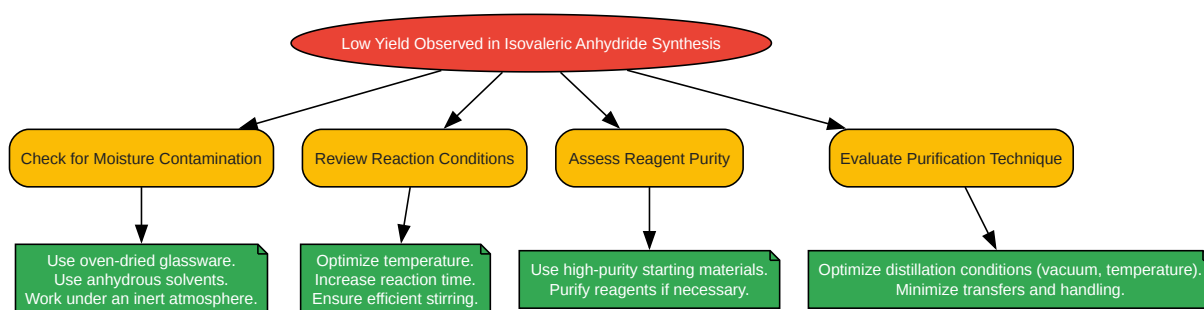 Low Yield Observed in Isovaleric Anhydride Synthesis
Check for Moisture Contamination
Review Reaction Conditions
Assess Reagent Purity
Evaluate Purification Technique
Use oven-dried glassware.
Use anhydrous solvents.
Work under an inert atmosphere.
Optimize temperature.
Increase reaction time.
Ensure efficient stirring.
Use high-purity starting materials.
Purify reagents if necessary.
Optimize distillation conditions (vacuum, temperature).
Minimize transfers and handling.